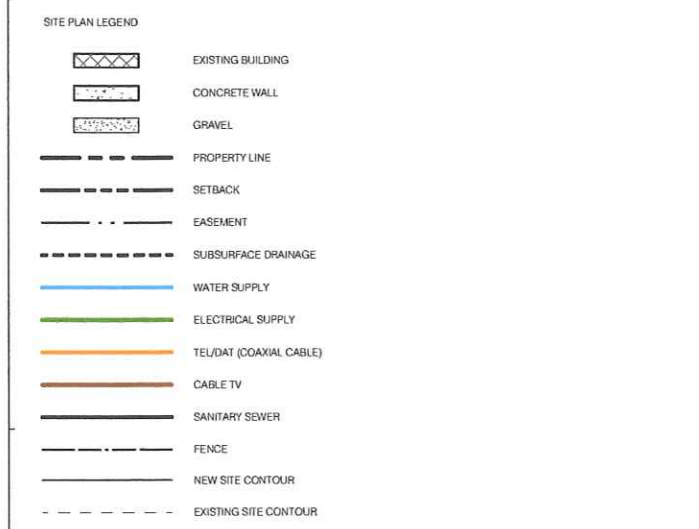 SITE PLAN LEGEND
EXISTING BUILDING
CONCRETE WALL
GRAVEL
PROPERTY LINE
SETBACK
EASEMENT
SUBSURFACE DRAINAGE
WATER SUPPLY
ELECTRICAL SUPPLY
TEL/DAT (COAXIAL CABLE)
CABLE TV
SANITARY SEWER
FENCE
NEW SITE CONTOUR
EXISTING SITE CONTOUR